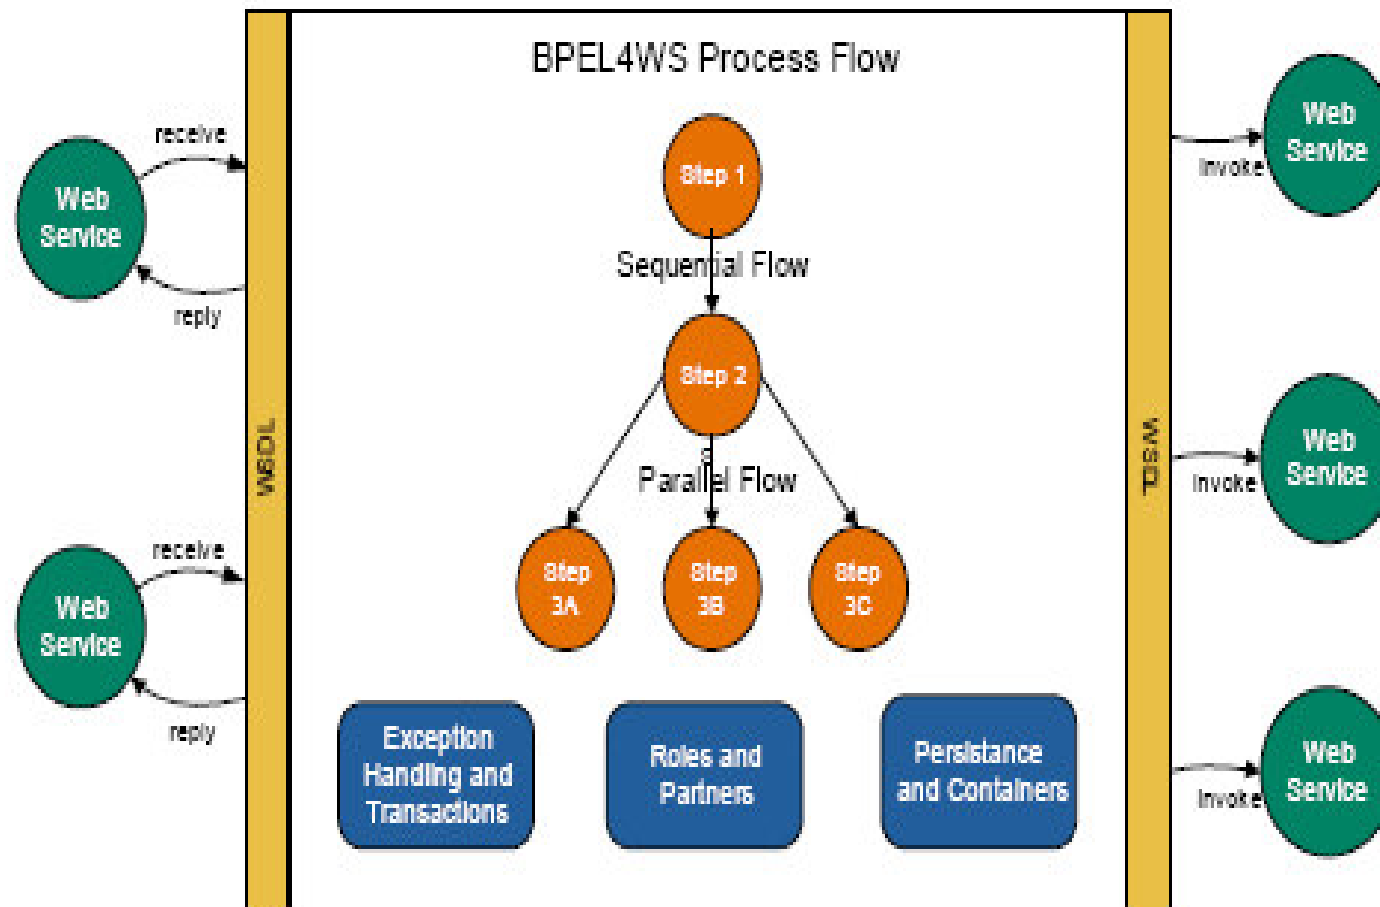 BPEL4WS Process Flow
receive
Web
Service
reply
receive
Web
Service
reply
WSDL
Step 1
Sequential Flow
Step 2
Parallel Flow
Step
3A
Step
3B
Step
3C
Exception
Handling and
Transactions
Roles and
Partners
Persistance
and Containers
WSDL
Web
Service
Invoke
Web
Service
Invoke
Web
Service
Invoke